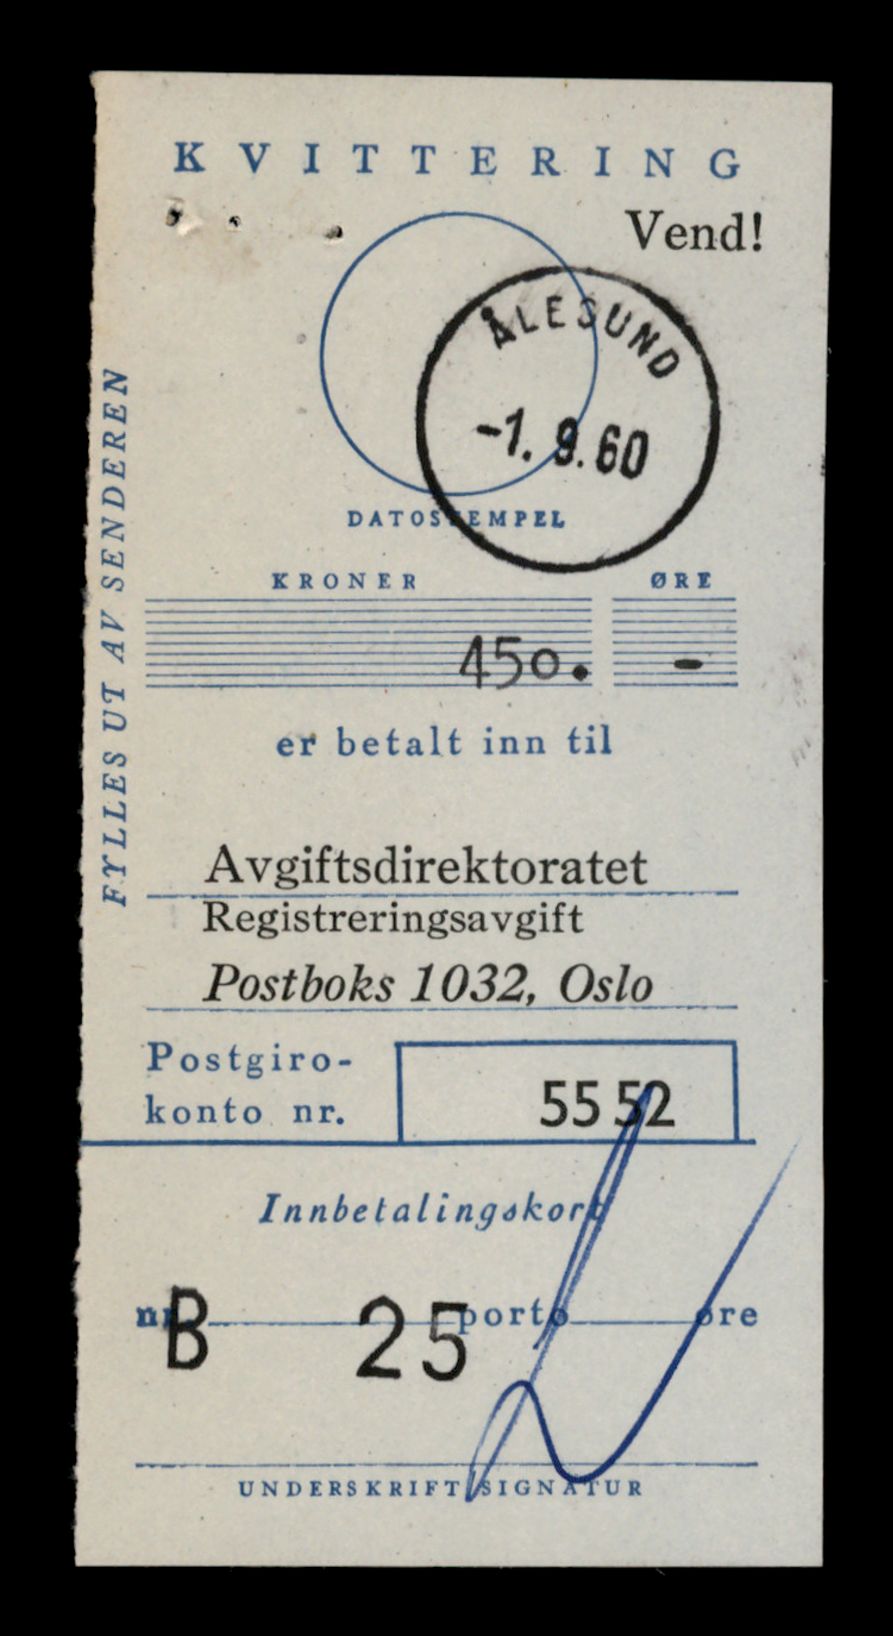 KVITTERING
Vend!
ÅLESUND
-1. 9. 60
DATOSTEMPEL
FYLLES UT AV SENDEREN
KRONER ØRE
450. -
er betalt inn til
Avgiftsdirektoratet
Registreringsavgift
Postboks 1032, Oslo
Postgiro-
konto nr. 5552
Innbetalingskort
nr B 25 porto øre
UNDERSKRIFT/SIGNATUR